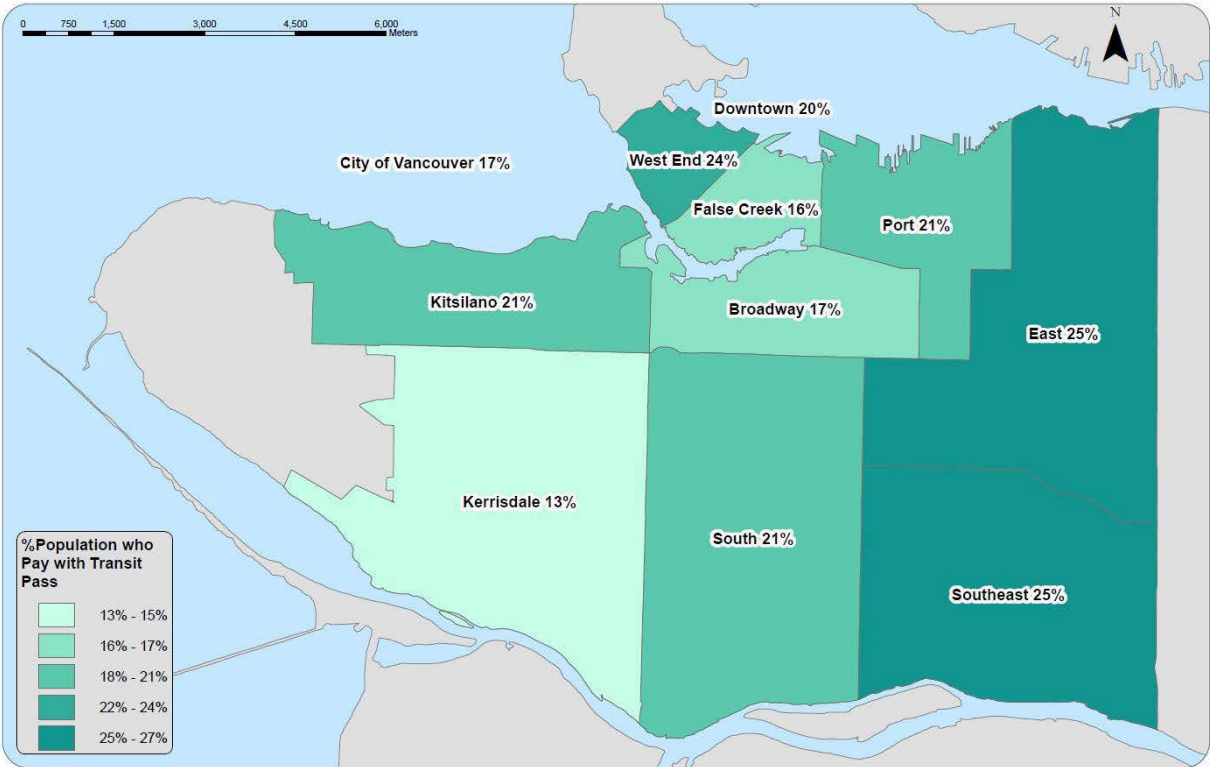 0 750 1,500 3,000 4,500 6,000
Meters
N
Downtown 20%
City of Vancouver 17%
West End 24%
False Creek 16%
Port 21%
Kitsilano 21%
Broadway 17%
East 25%
Kerrisdale 13%
South 21%
Southeast 25%
%Population who
Pay with Transit
Pass
13% - 15%
16% - 17%
18% - 21%
22% - 24%
25% - 27%